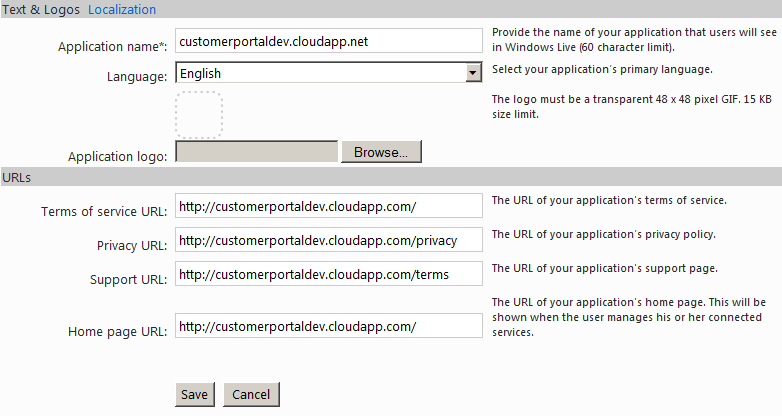 Text & Logos Localization
Application name*: customerportaldev.cloudapp.net Provide the name of your application that users will see
in Windows Live (60 character limit).
Language: English Select your application's primary language.
The logo must be a transparent 48 x 48 pixel GIF. 15 KB
size limit.
Application logo: Browse...
URLs
Terms of service URL: http://customerportaldev.cloudapp.com/ The URL of your application's terms of service.
Privacy URL: http://customerportaldev.cloudapp.com/privacy The URL of your application's privacy policy.
Support URL: http://customerportaldev.cloudapp.com/terms The URL of your application's support page.
The URL of your application's home page. This will be
Home page URL: http://customerportaldev.cloudapp.com/ shown when the user manages his or her connected
services.
Save Cancel